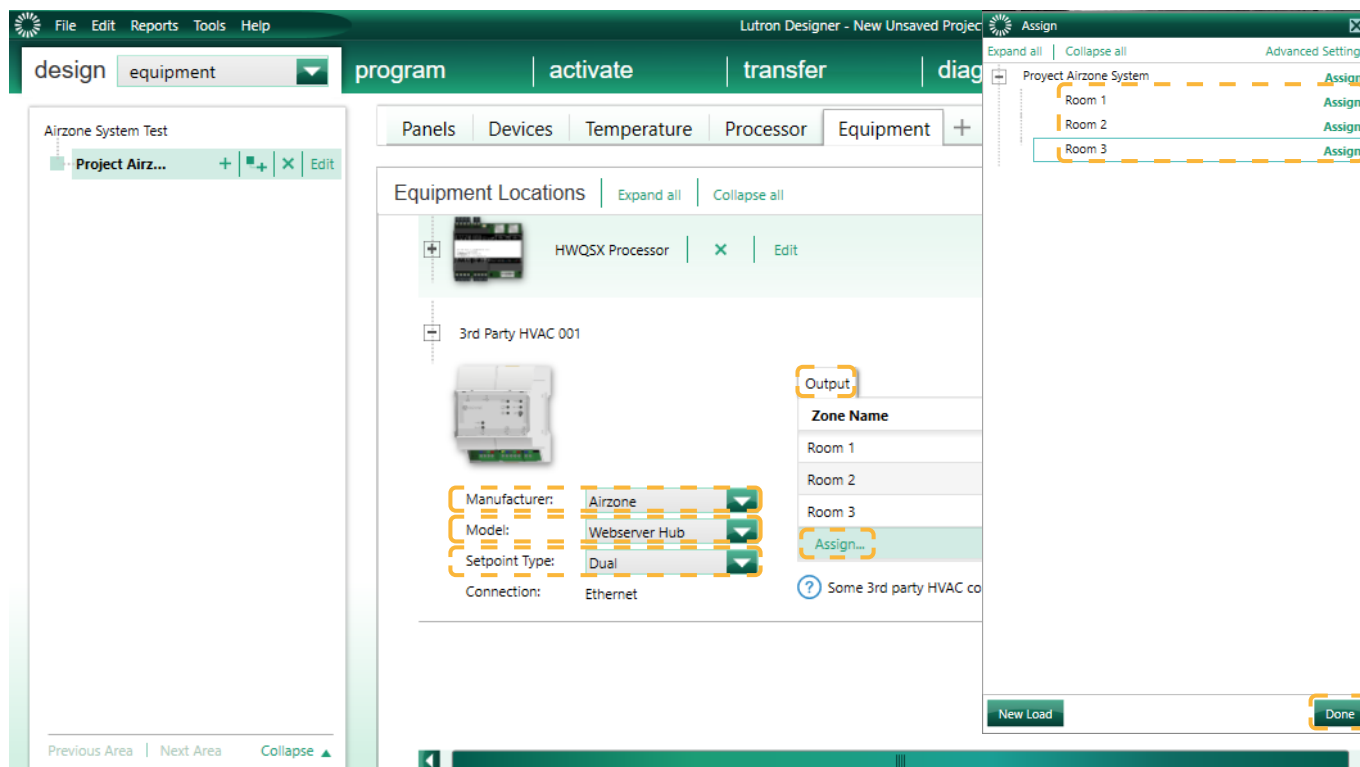 File Edit Reports Tools Help
Lutron Designer - New Unsaved Projec
design equipment program activate transfer diag
Airzone System Test
Project Airz... + + × Edit
Panels Devices Temperature Processor Equipment +
Equipment Locations Expand all Collapse all
HWQSX Processor × Edit
3rd Party HVAC 001
Manufacturer: Airzone
Model: Webserver Hub
Setpoint Type: Dual
Connection: Ethernet
Output
Zone Name
Room 1
Room 2
Room 3
Assign...
? Some 3rd party HVAC co
Previous Area Next Area Collapse
Assign
Expand all Collapse all Advanced Setting
Proyect Airzone System Assign
Room 1 Assign
Room 2 Assign
Room 3 Assign
New Load Done